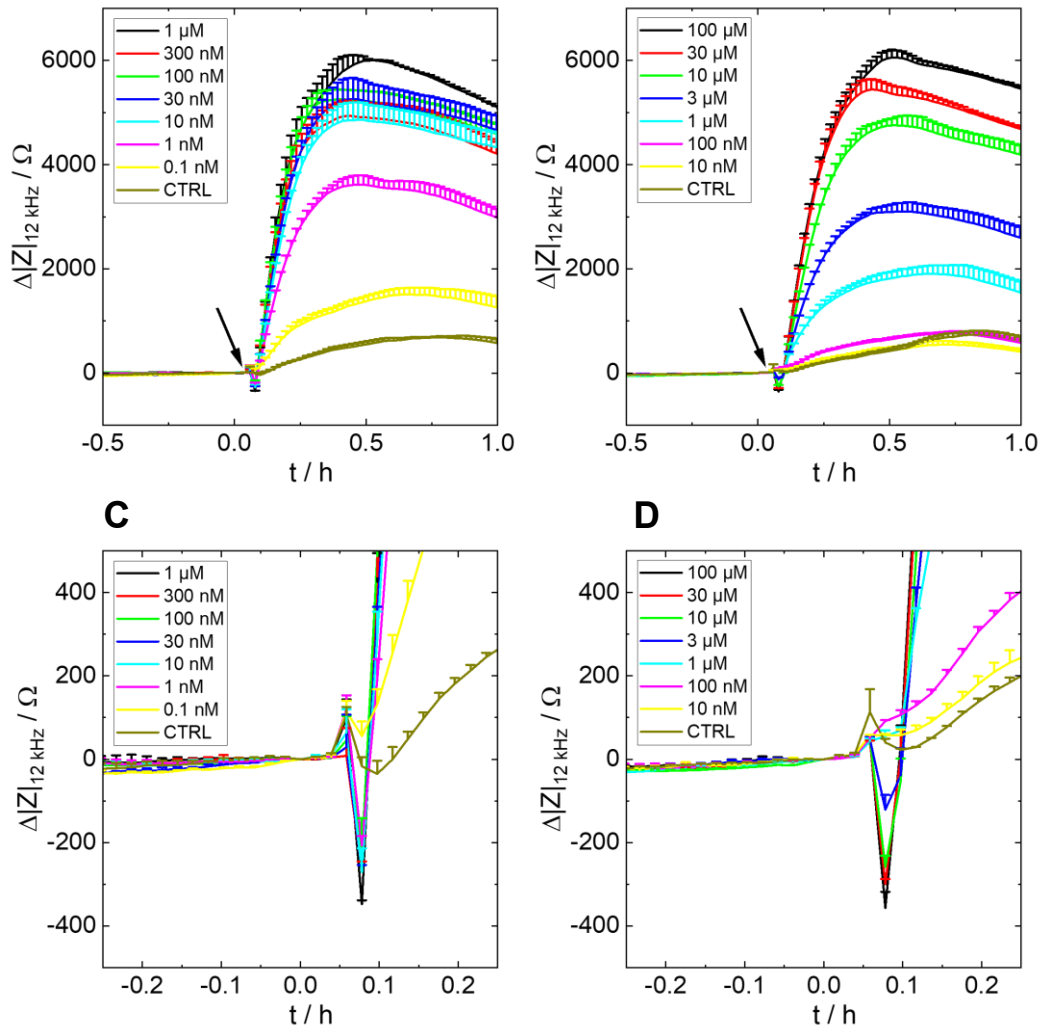 1 µM
300 nM
100 nM
30 nM
10 nM
1 nM
0.1 nM
CTRL
6000
4000
2000
0
Δ|Z|12 kHz / Ω
-0.5
0.0
0.5
1.0
t / h
100 µM
30 µM
10 µM
3 µM
1 µM
100 nM
10 nM
CTRL
6000
4000
2000
0
Δ|Z|12 kHz / Ω
-0.5
0.0
0.5
1.0
t / h
C
1 µM
300 nM
100 nM
30 nM
10 nM
1 nM
0.1 nM
CTRL
400
200
0
-200
-400
Δ|Z|12 kHz / Ω
-0.2
-0.1
0.0
0.1
0.2
t / h
D
100 µM
30 µM
10 µM
3 µM
1 µM
100 nM
10 nM
CTRL
400
200
0
-200
-400
Δ|Z|12 kHz / Ω
-0.2
-0.1
0.0
0.1
0.2
t / h